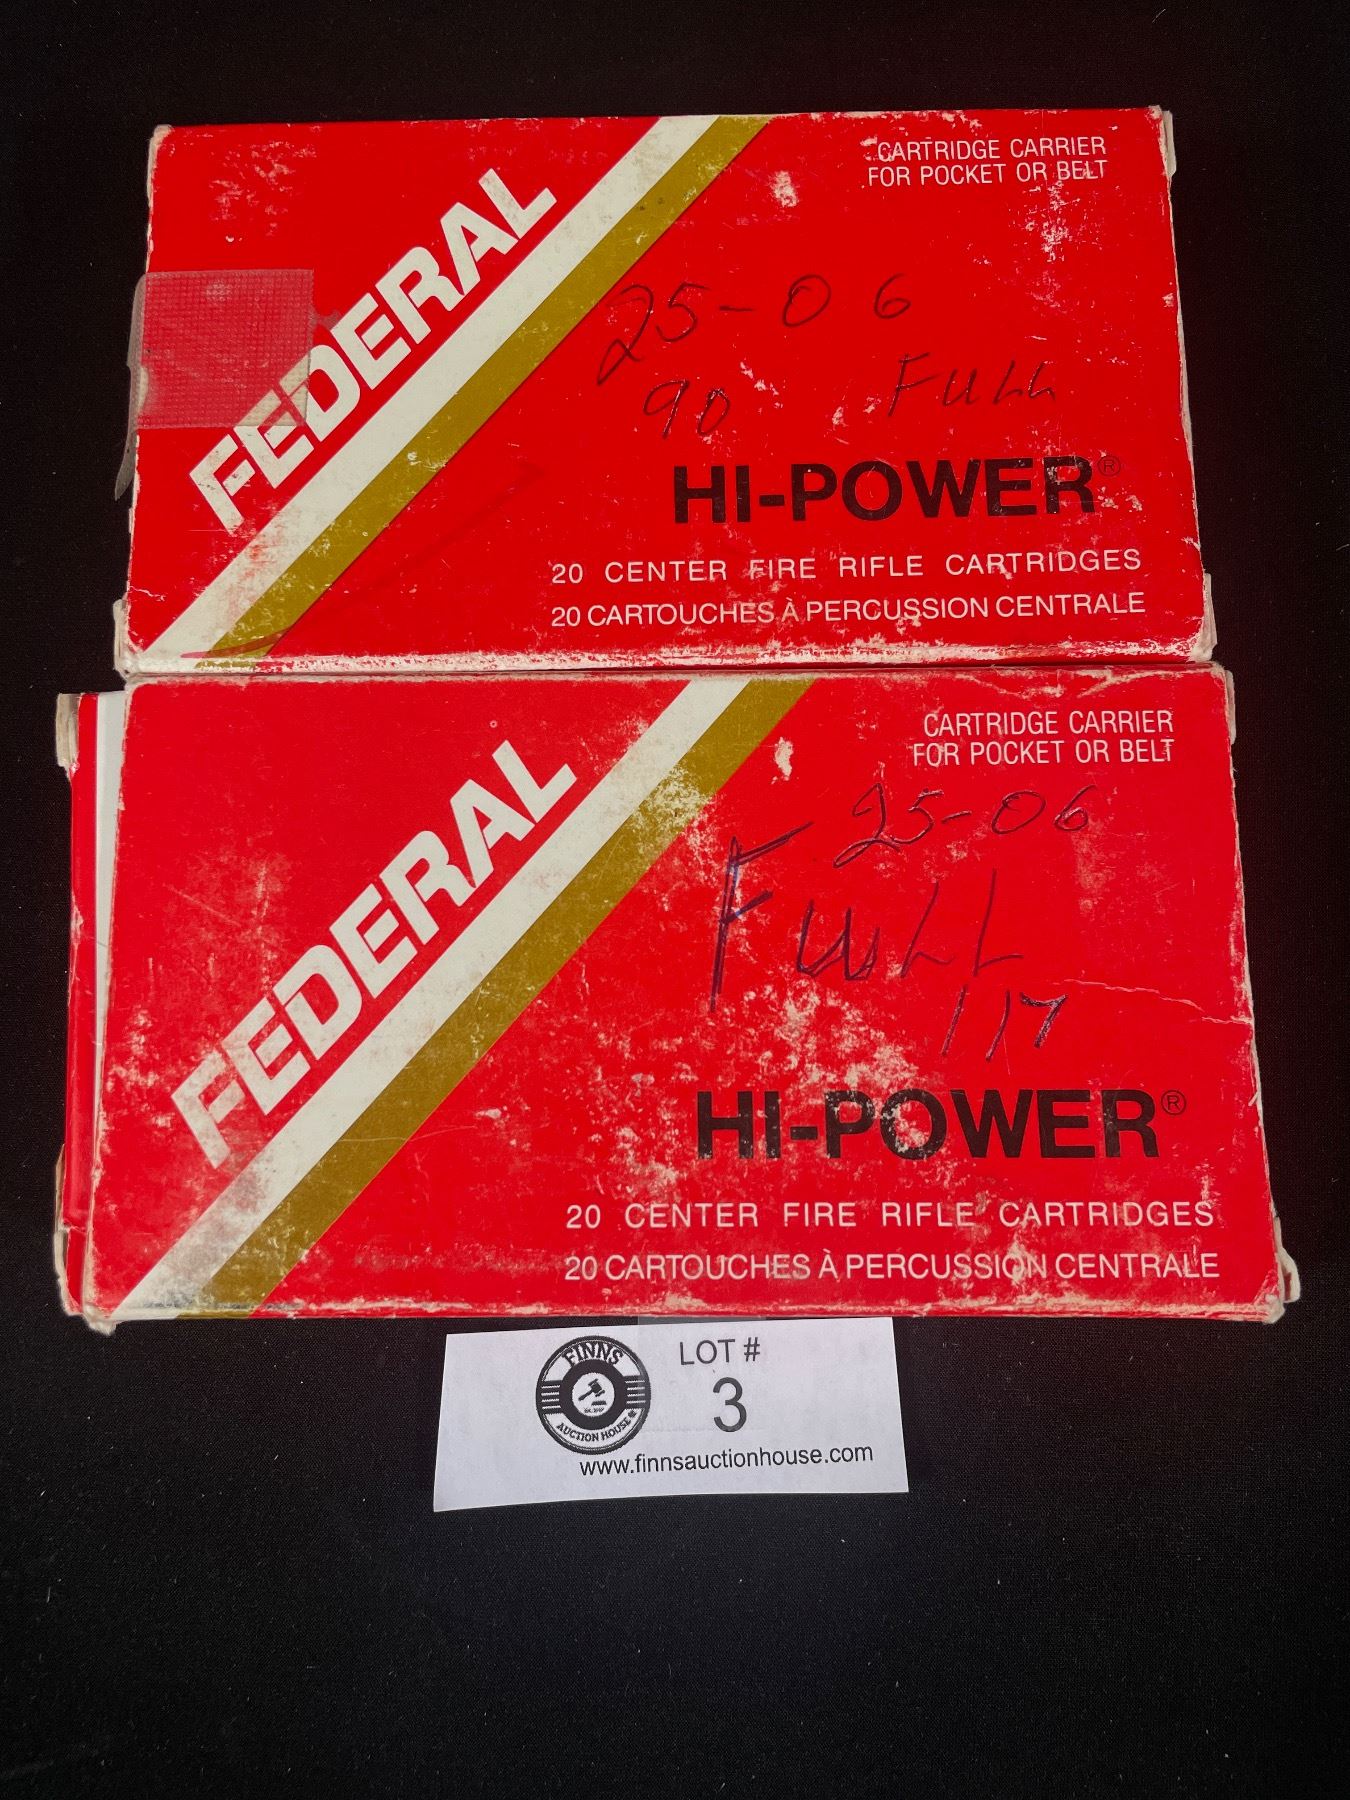 CARTRIDGE CARRIER
FOR POCKET OR BELT
FEDERAL
25-06
90 FULL
HI-POWER®
20 CENTER FIRE RIFLE CARTRIDGES
20 CARTOUCHES À PERCUSSION CENTRALE
CARTRIDGE CARRIER
FOR POCKET OR BELT
FEDERAL
25-06
FULL
117
HI-POWER®
20 CENTER FIRE RIFLE CARTRIDGES
20 CARTOUCHES À PERCUSSION CENTRALE
FINNS
AUCTION HOUSE
LOT #
3
www.finnsauctionhouse.com